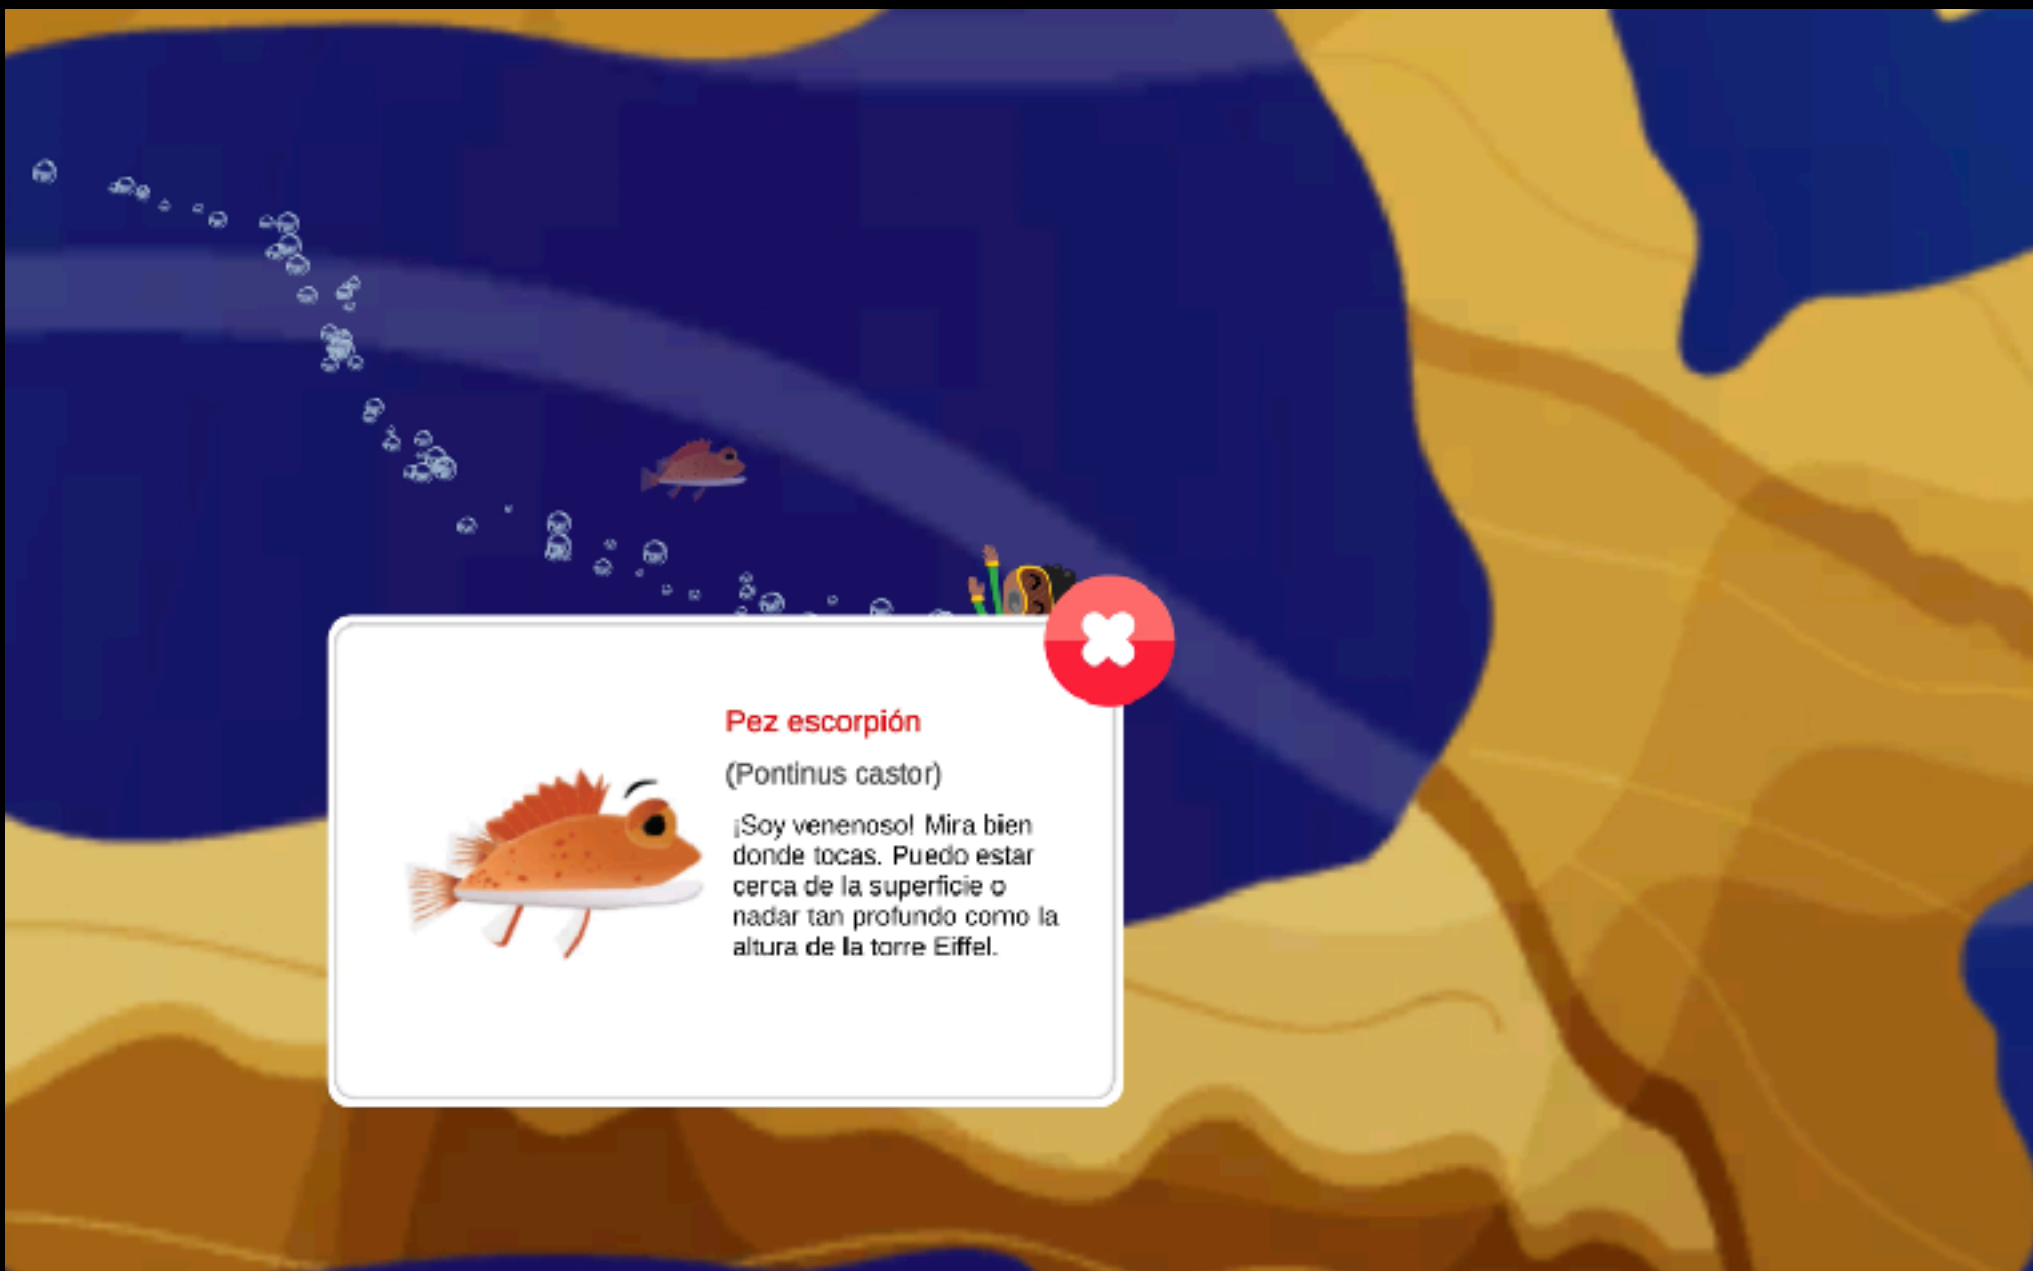 Pez escorpión
(Pontinus castor)
¡Soy venenoso! Mira bien
donde tocas. Puedo estar
cerca de la superficie o
nadar tan profundo como la
altura de la torre Eiffel.